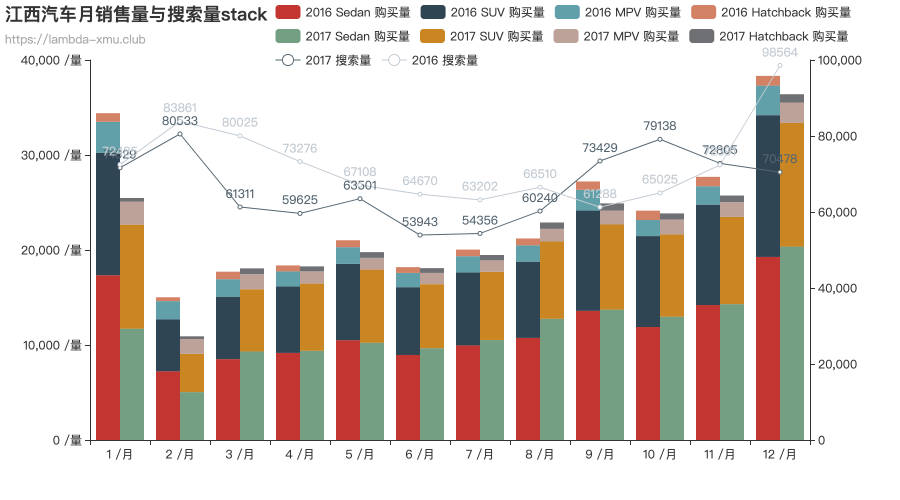 江西汽车月销售量与搜索量stack
https://lambda-xmu.club
2016 Sedan 购买量 2016 SUV 购买量 2016 MPV 购买量 2016 Hatchback 购买量
2017 Sedan 购买量 2017 SUV 购买量 2017 MPV 购买量 2017 Hatchback 购买量
2017 搜索量 2016 搜索量
40,000 /量
30,000 /量
20,000 /量
10,000 /量
0 /量
100,000
80,000
60,000
40,000
20,000
0
83861 80025 73276 67108 64670 63202 66510 61288 65025 98564
80533 61311 59625 63501 53943 54356 60240 73429 79138 72805 70478
1 /月 2 /月 3 /月 4 /月 5 /月 6 /月 7 /月 8 /月 9 /月 10 /月 11 /月 12 /月